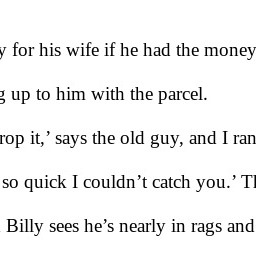 y for his wife if he had the money
g up to him with the parcel.
rop it,’ says the old guy, and I ran
so quick I couldn’t catch you.’
Billy sees he’s nearly in rags and